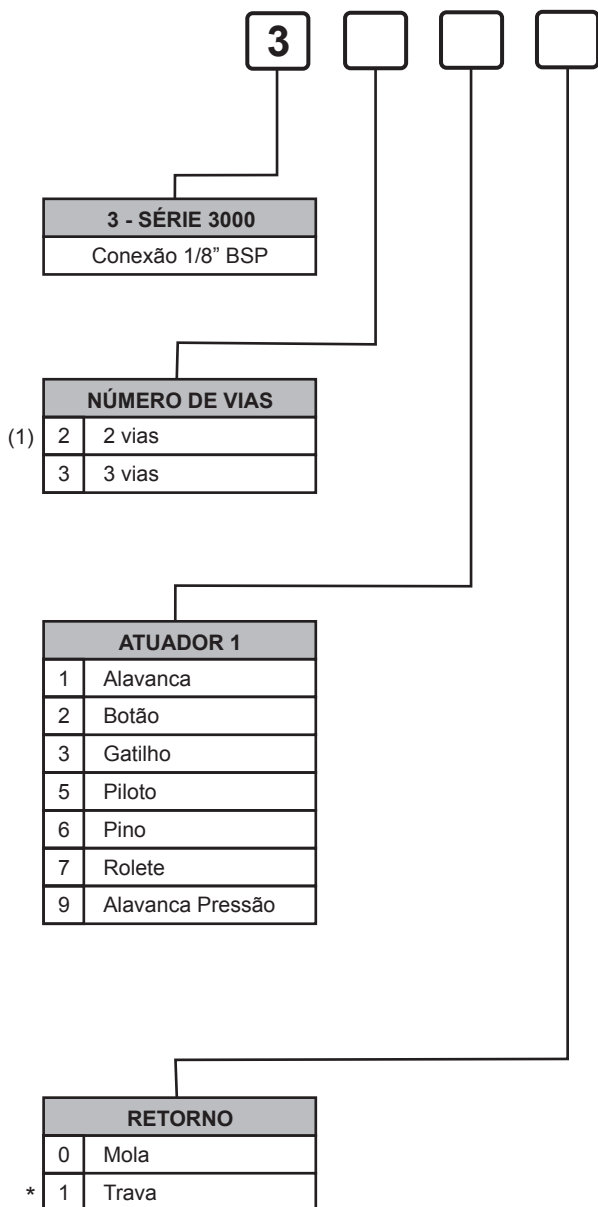 3
3 - SÉRIE 3000
Conexão 1/8” BSP
NÚMERO DE VIAS
(1) 2 2 vias
3 3 vias
ATUADOR 1
1 Alavanca
2 Botão
3 Gatilho
5 Piloto
6 Pino
7 Rolete
9 Alavanca Pressão
RETORNO
0 Mola
* 1 Trava